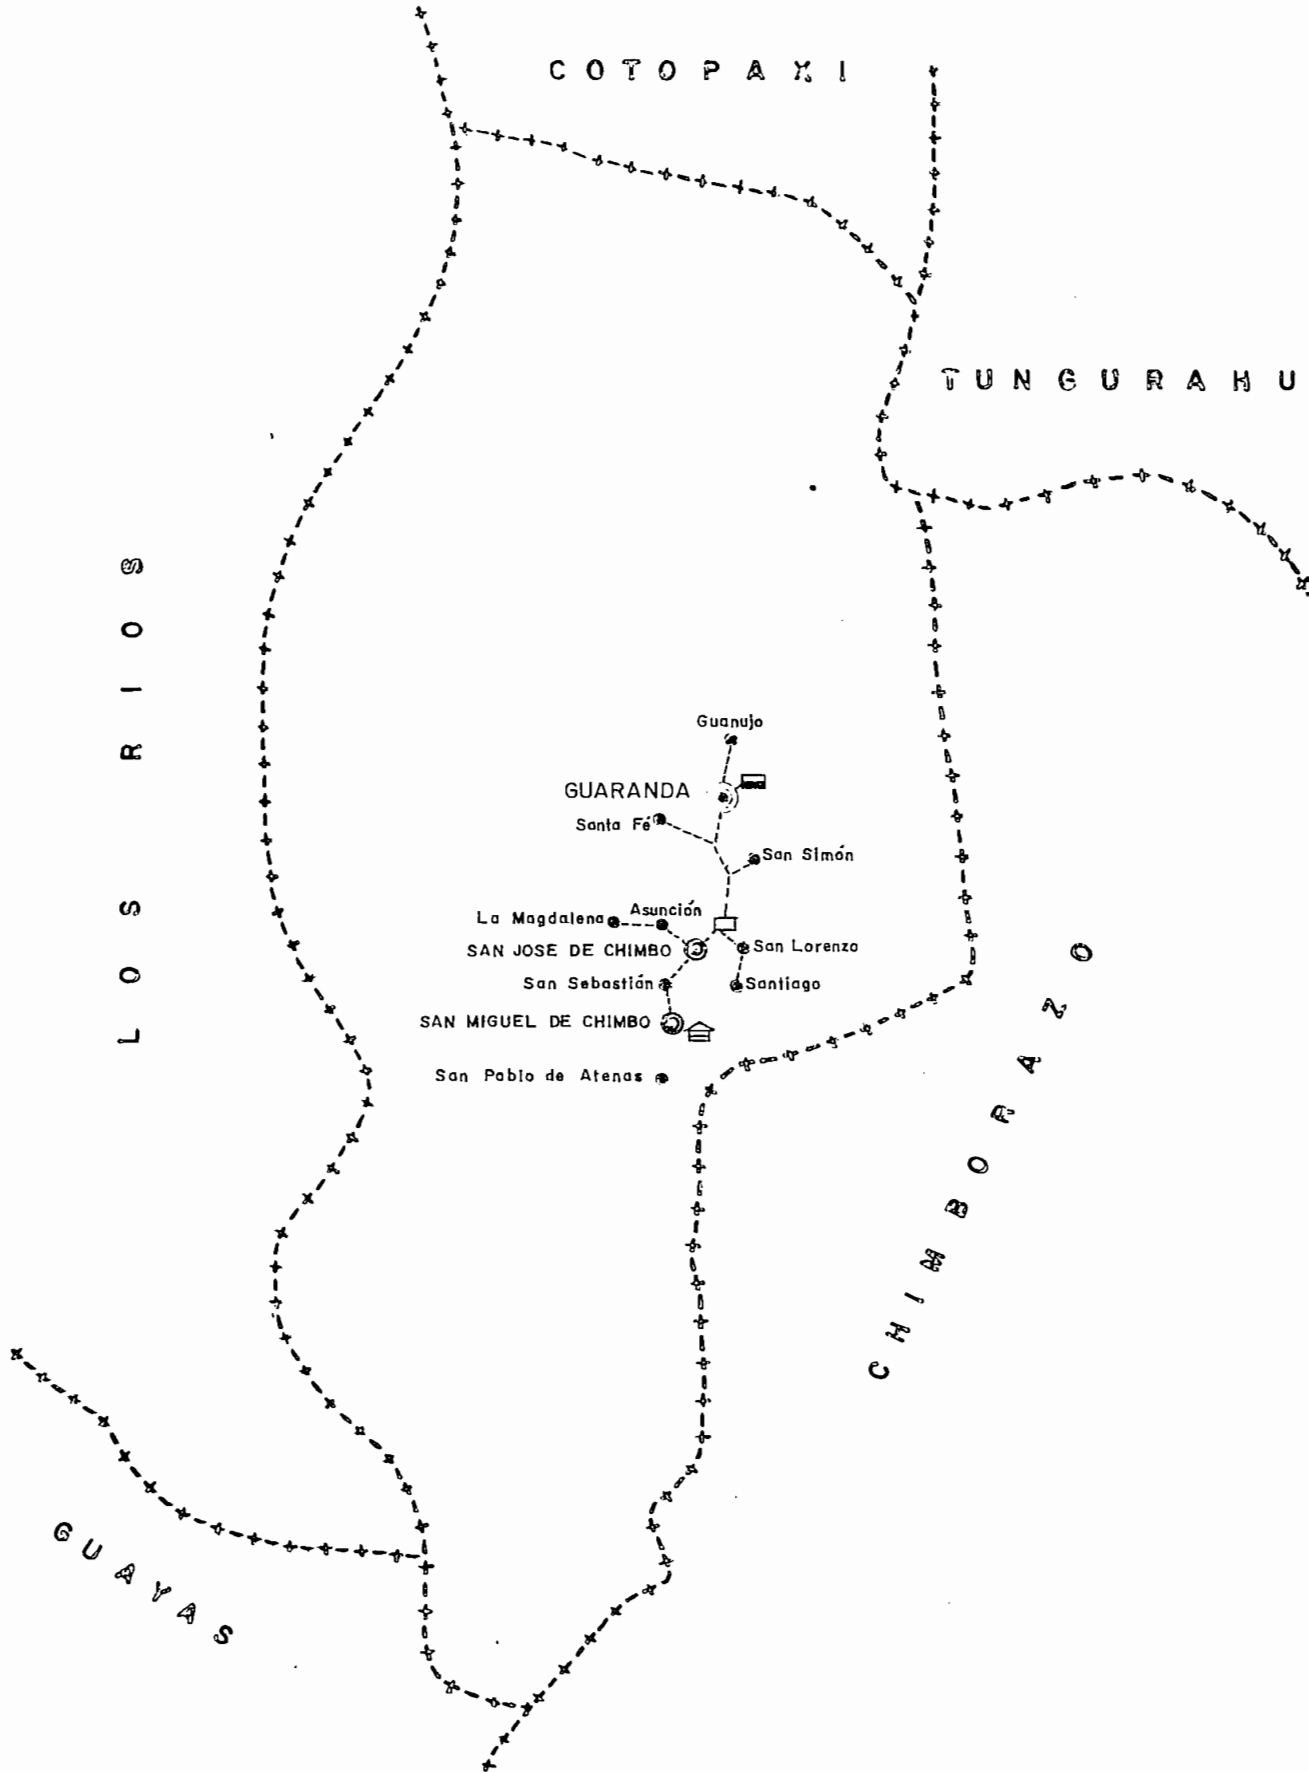 COTOPAXI
TUNGURAHU
LOS RIOS
Guanujo
GUARANDA
Santa Fé
San Simón
La Magdalena
Asunción
SAN JOSE DE CHIMBO
San Lorenzo
San Sebastián
Santiago
SAN MIGUEL DE CHIMBO
San Pablo de Atenas
CHIMBORAZO
GUAYAS